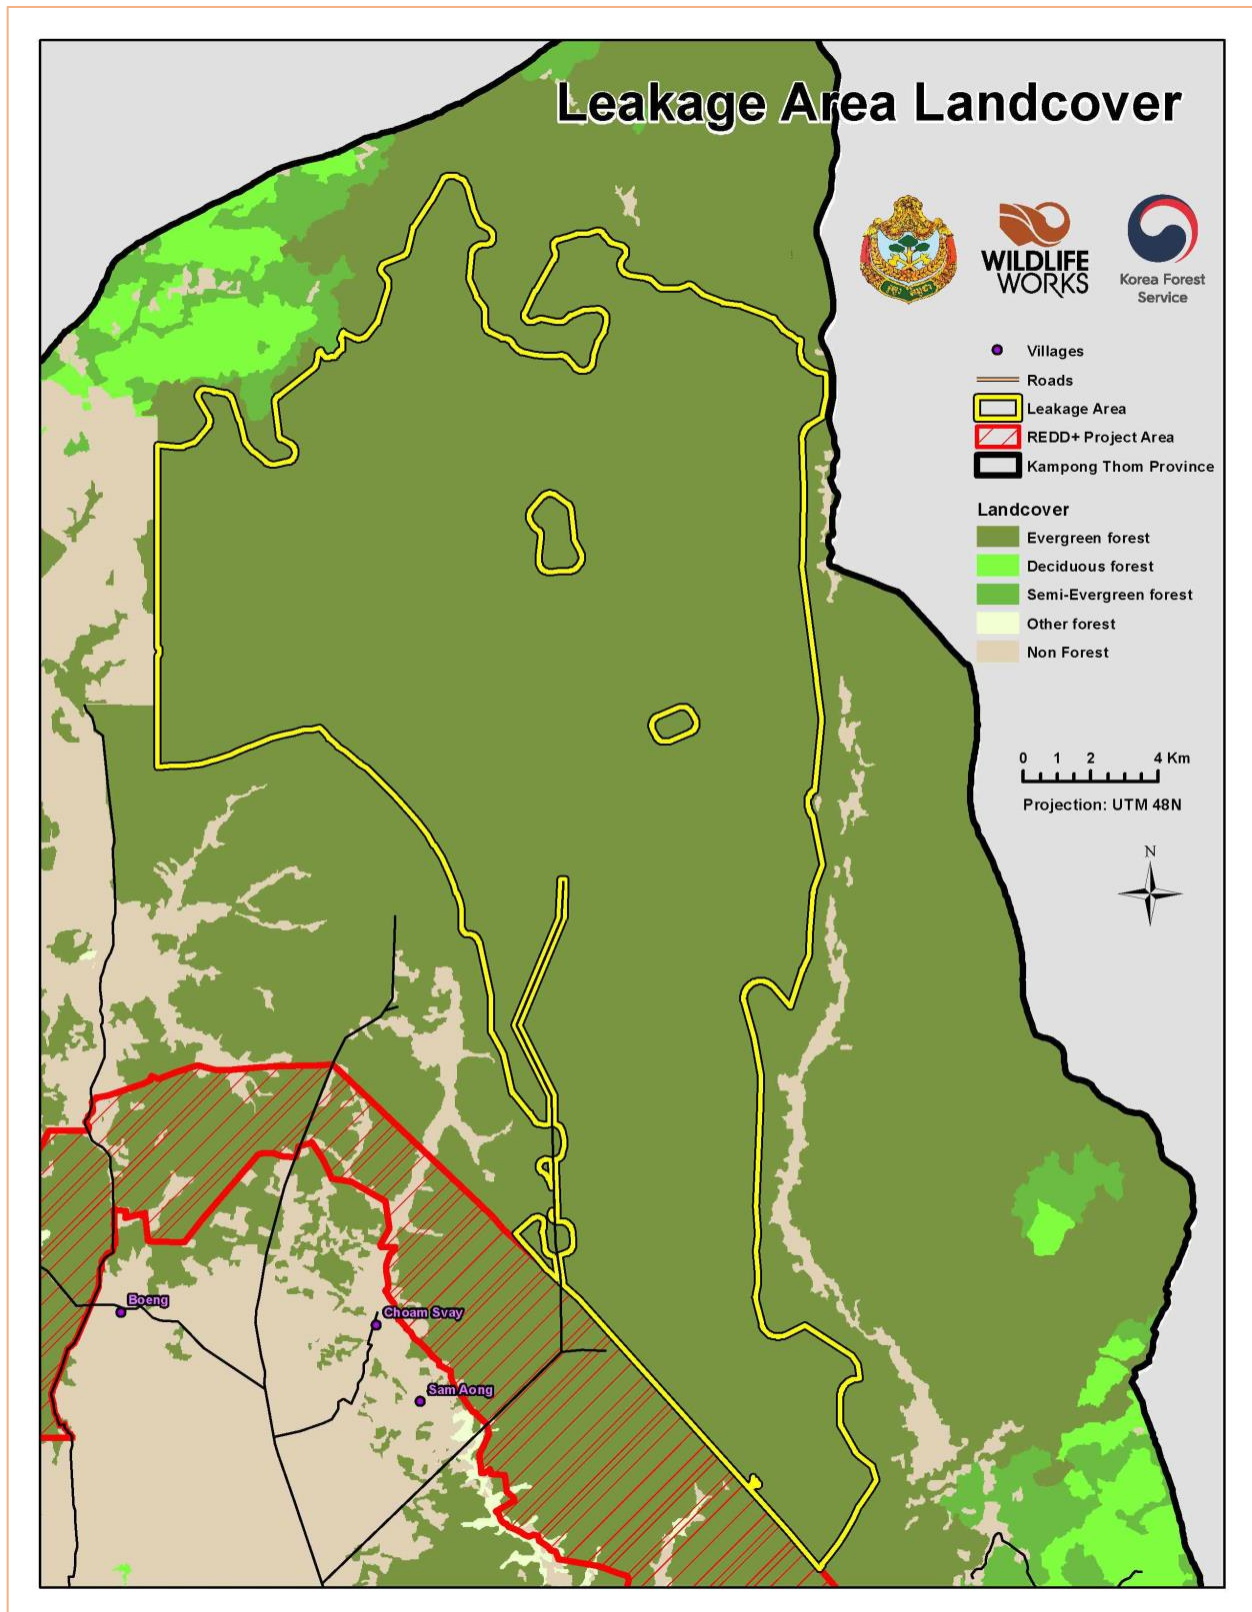 Leakage Area Landcover
WILDLIFE
WORKS
Korea Forest
Service
Villages
Roads
Leakage Area
REDD+ Project Area
Kampong Thom Province
Landcover
Evergreen forest
Deciduous forest
Semi-Evergreen forest
Other forest
Non Forest
0 1 2 4 Km
Projection: UTM 48N
N
Boeng
Choam Svay
Sam Aong